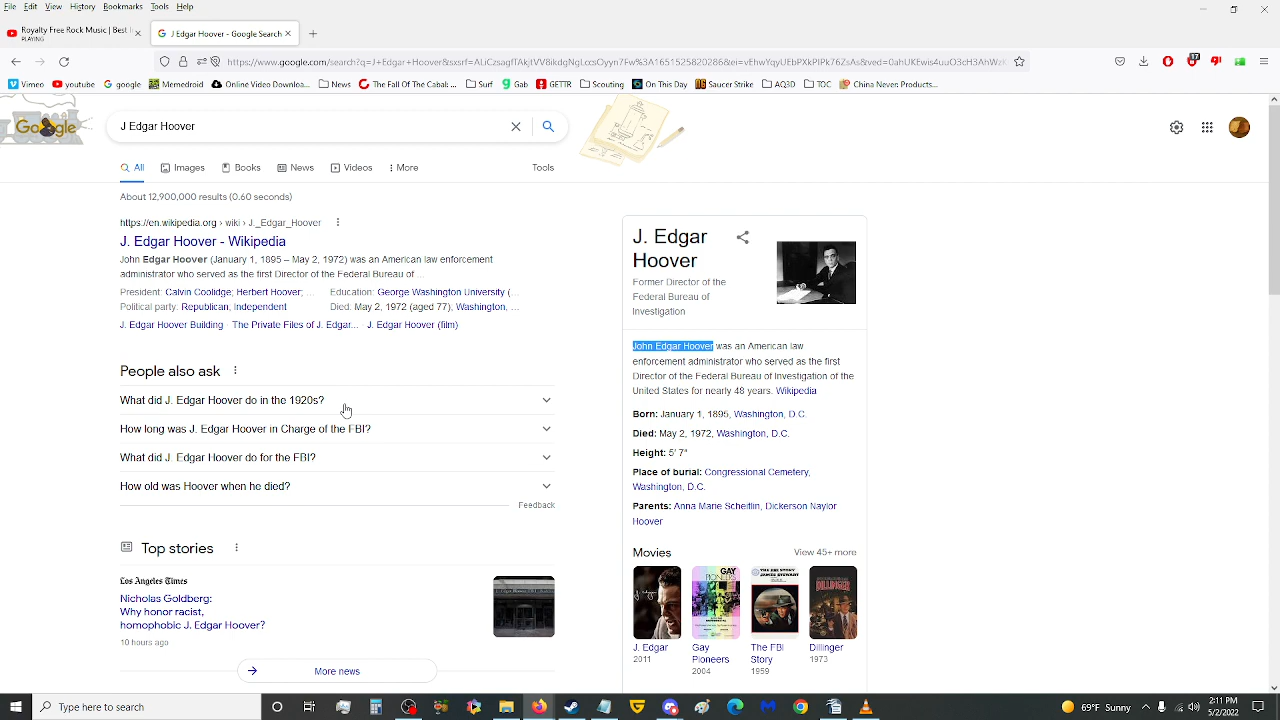 File Edit View History Bookmarks Tools Help
Royalty Free Rock Music | Best
PLAYING
J Edgar Hoover - Google Search
Vimeo youtube google Monsteroid Online Video Downloa... News The Fringes Of All... Surf Gab GETTR Scouting On This Day Saucer Strike AQ3D TOC China Never Produc...
Google
J Edgar Hoover
All Images Books News Videos More Tools
About 12,900,000 results (0.60 seconds)
https://en.wikipedia.org › wiki › J._Edgar_Hoover
J. Edgar Hoover - Wikipedia
J. Edgar Hoover (January 1, 1895 – May 2, 1972) was an American law enforcement
administrator who served as the first Director of the Federal Bureau of ...
President: Calvin Coolidge; Herbert Hoover; ... Education: George Washington University (...
Political party: Republican, Independent Died: May 2, 1972 (aged 77), Washington, ...
J. Edgar Hoover Building · The Private Files of J. Edgar... · J. Edgar Hoover (film)
People also ask
What did J. Edgar Hoover do in the 1920s?
How long was J. Edgar Hoover in Charge of the FBI?
What did J. Edgar Hoover do for the FBI?
How old was Hoover when he died?
Feedback
Top stories
Los Angeles Times
Nicholas Goldberg:
Why honor racist,
homophobic J. Edgar Hoover?
10 hours ago
More news
J. Edgar
Hoover
Former Director of the
Federal Bureau of
Investigation
John Edgar Hoover was an American law
enforcement administrator who served as the first
Director of the Federal Bureau of Investigation of the
United States for nearly 48 years. Wikipedia
Born: January 1, 1895, Washington, D.C.
Died: May 2, 1972, Washington, D.C.
Height: 5′ 7″
Place of burial: Congressional Cemetery,
Washington, D.C.
Parents: Anna Marie Scheitlin, Dickerson Naylor
Hoover
Movies View 45+ more
J. Edgar
2011
Gay
Pioneers
2004
The FBI
Story
1959
Dillinger
1973
Type here to search
69°F Sunny
2:11 PM
5/2/2022